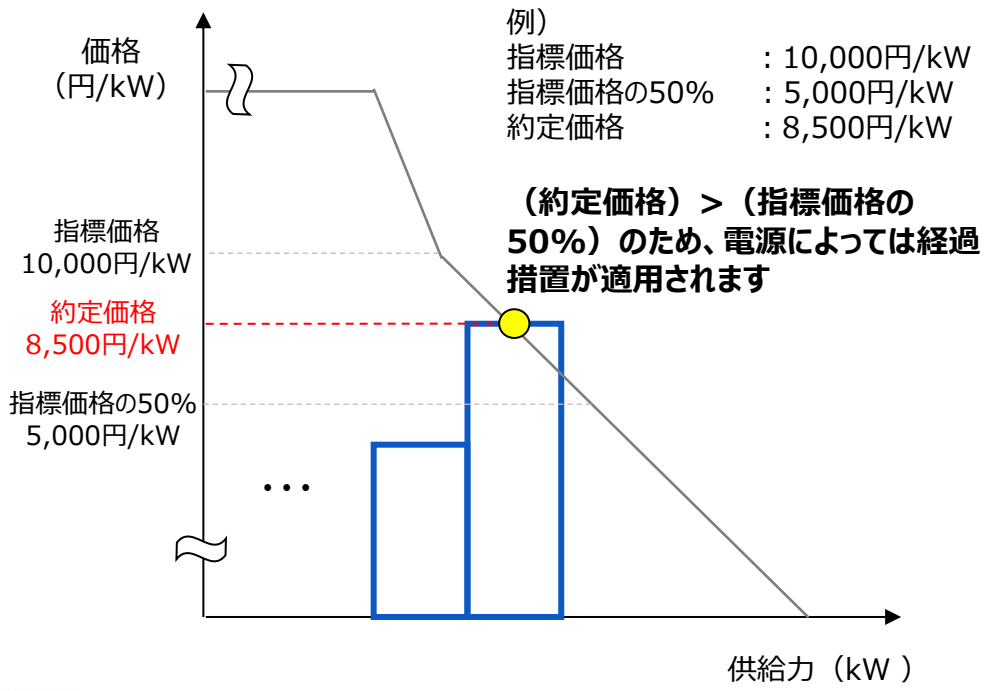 価格
（円/kW）
例）
指標価格　：10,000円/kW
指標価格の50%　：5,000円/kW
約定価格　：8,500円/kW
（約定価格）＞（指標価格の
50%）のため、電源によっては経過
措置が適用されます
指標価格
10,000円/kW
約定価格
8,500円/kW
指標価格の50%
5,000円/kW
・・・
供給力（kW ）